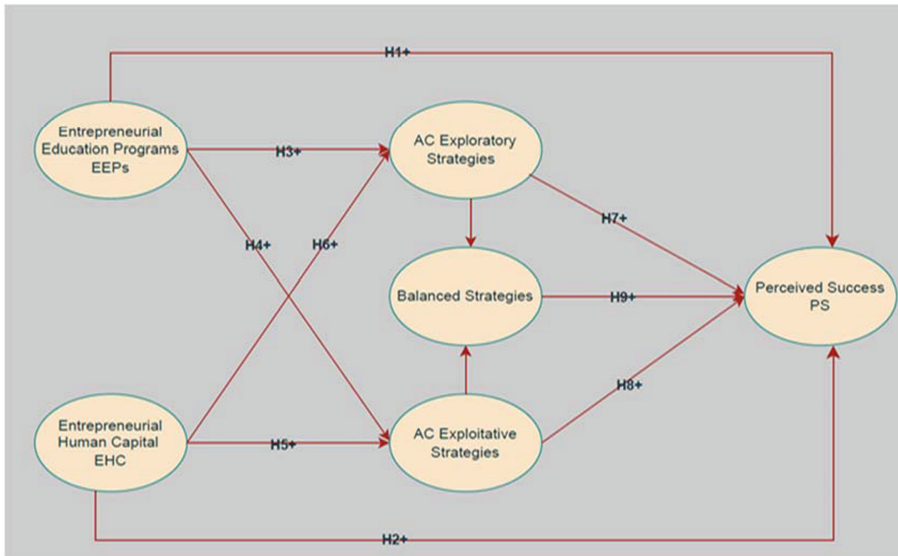 H1+
Entrepreneurial
Education Programs
EEPs
H3+
AC Exploratory
Strategies
H4+
H6+
H7+
Balanced Strategies
H9+
Perceived Success
PS
H8+
Entrepreneurial
Human Capital
EHC
H5+
AC Exploitative
Strategies
H2+